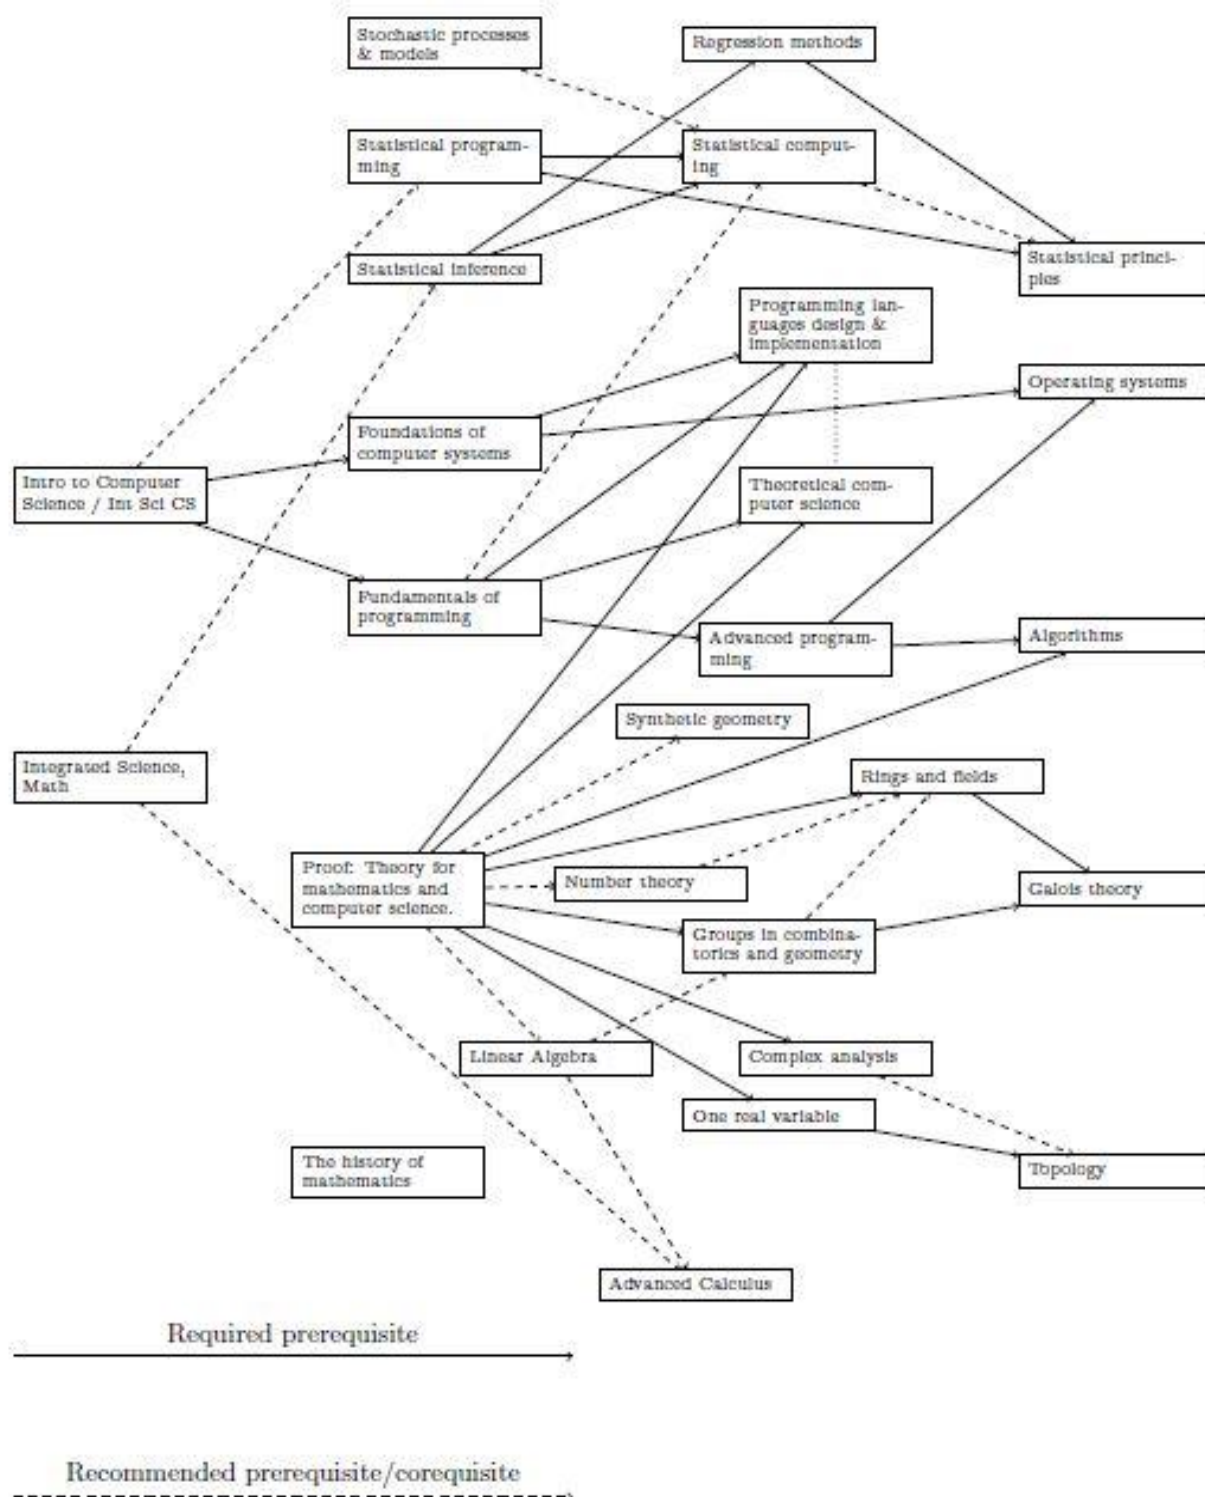 Stochastic processes
& models
Regression methods
Statistical program-
ming
Statistical comput-
ing
Statistical inference
Statistical princi-
ples
Programming lan-
guages design &
implementation
Operating systems
Foundations of
computer systems
Intro to Computer
Science / Int Sci CS
Theoretical com-
puter science
Fundamentals of
programming
Advanced program-
ming
Algorithms
Synthetic geometry
Integrated Science,
Math
Rings and fields
Proof: Theory for
mathematics and
computer science.
Number theory
Galois theory
Groups in combina-
torics and geometry
Linear Algebra
Complex analysis
One real variable
The history of
mathematics
Topology
Advanced Calculus
Required prerequisite
Recommended prerequisite/corequisite